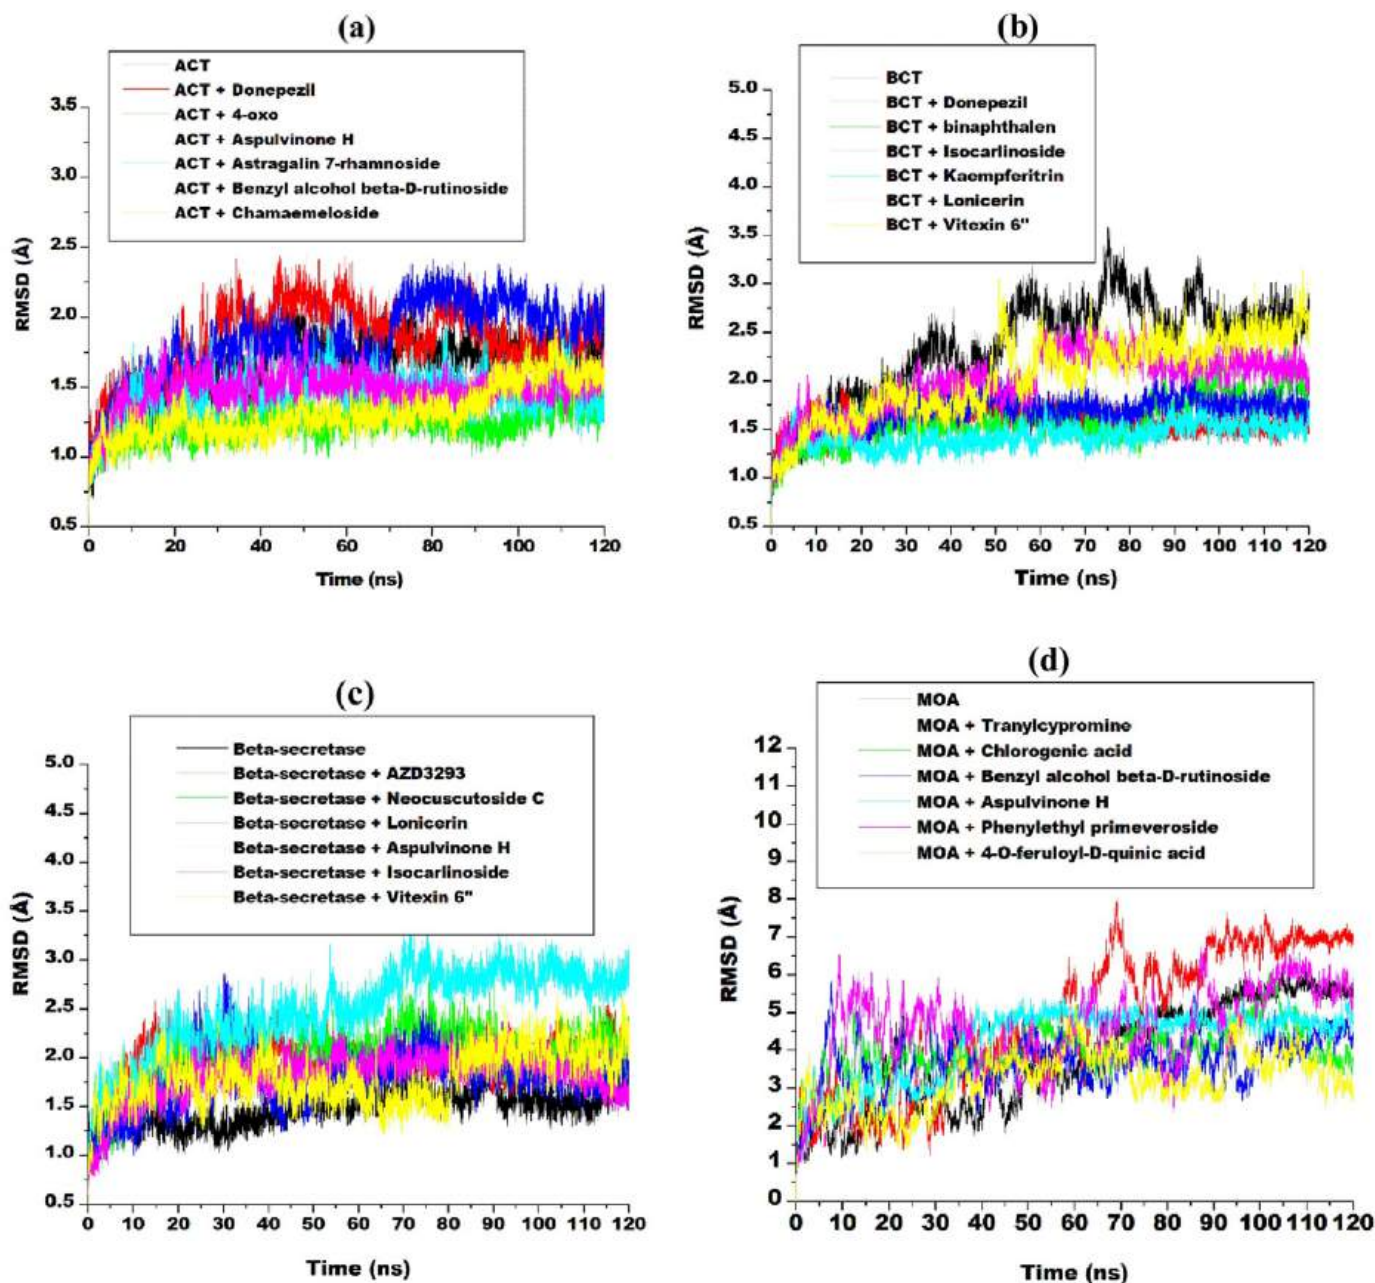 (a)
ACT
ACT + Donepezil
ACT + 4-oxo
ACT + Aspulvinone H
ACT + Astragalin 7-rhamnoside
ACT + Benzyl alcohol beta-D-rutinoside
ACT + Chamaemeloside
3.5
3.0
2.5
2.0
1.5
1.0
0.5
RMSD (Å)
0 20 40 60 80 100 120
Time (ns)
(b)
BCT
BCT + Donepezil
BCT + binaphthalen
BCT + Isocarlinoside
BCT + Kaempferitrin
BCT + Lonicerin
BCT + Vitexin 6"
5.0
4.5
4.0
3.5
3.0
2.5
2.0
1.5
1.0
0.5
RMSD (Å)
0 10 20 30 40 50 60 70 80 90 100 110 120
Time (ns)
(c)
Beta-secretase
Beta-secretase + AZD3293
Beta-secretase + Neocuscutoside C
Beta-secretase + Lonicerin
Beta-secretase + Aspulvinone H
Beta-secretase + Isocarlinoside
Beta-secretase + Vitexin 6"
5.0
4.5
4.0
3.5
3.0
2.5
2.0
1.5
1.0
0.5
RMSD (Å)
0 10 20 30 40 50 60 70 80 90 100 110 120
Time (ns)
(d)
MOA
MOA + Tranylcypromine
MOA + Chlorogenic acid
MOA + Benzyl alcohol beta-D-rutinoside
MOA + Aspulvinone H
MOA + Phenylethyl primeveroside
MOA + 4-O-feruloyl-D-quinic acid
12
11
10
9
8
7
6
5
4
3
2
1
0
RMSD (Å)
0 10 20 30 40 50 60 70 80 90 100 110 120
Time (ns)